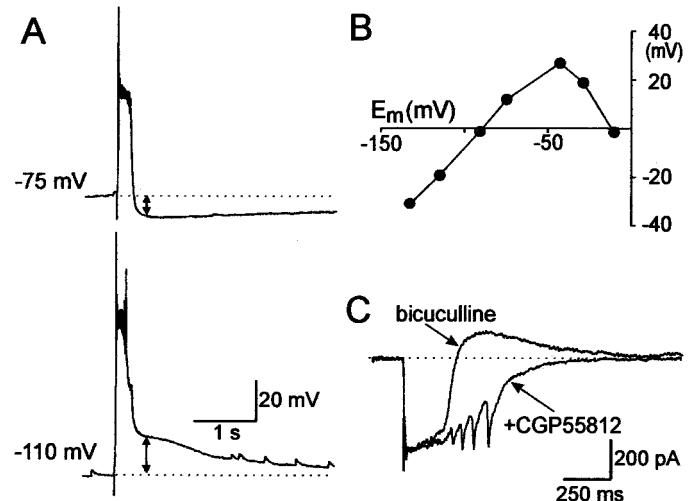 A
-75 mV
-110 mV
20 mV
1 s
B
40
(mV)
20
Em(mV)
-150
-50
-20
-40
C
bicuculline
+CGP55812
200 pA
250 ms